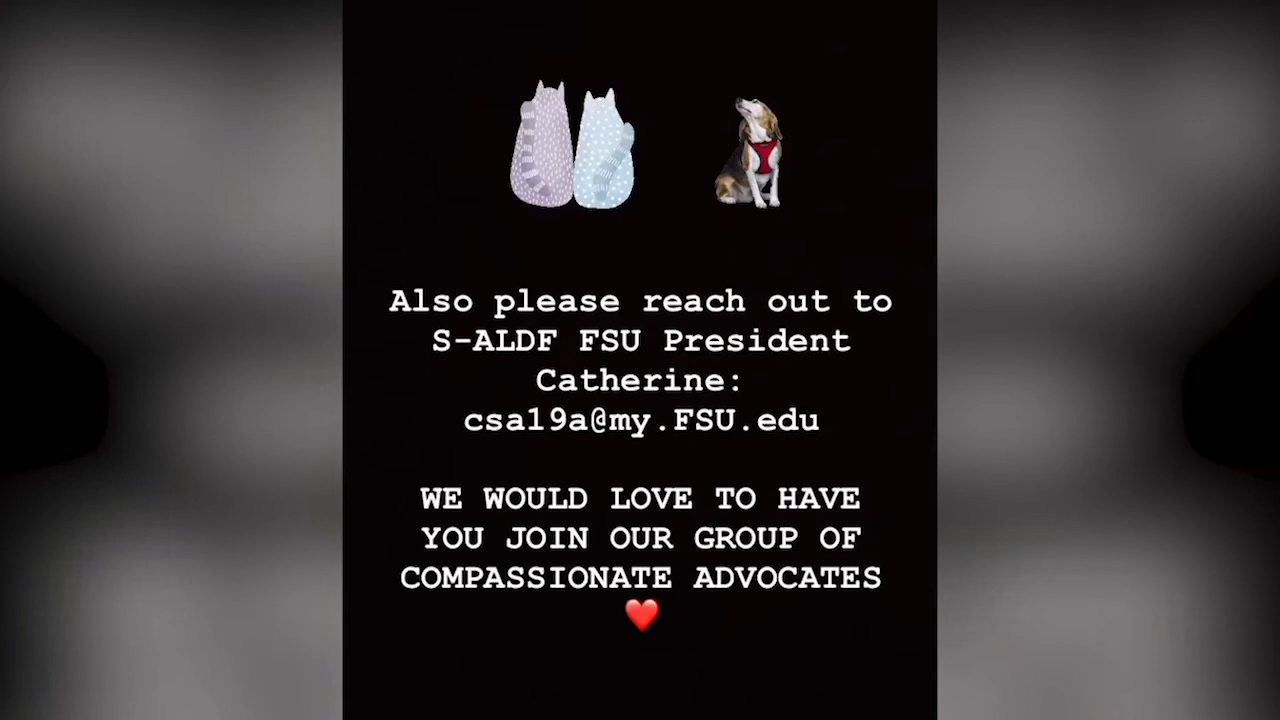 Also please reach out to
S-ALDF FSU President
Catherine:
csa19a@my.FSU.edu
WE WOULD LOVE TO HAVE
YOU JOIN OUR GROUP OF
COMPASSIONATE ADVOCATES
❤️